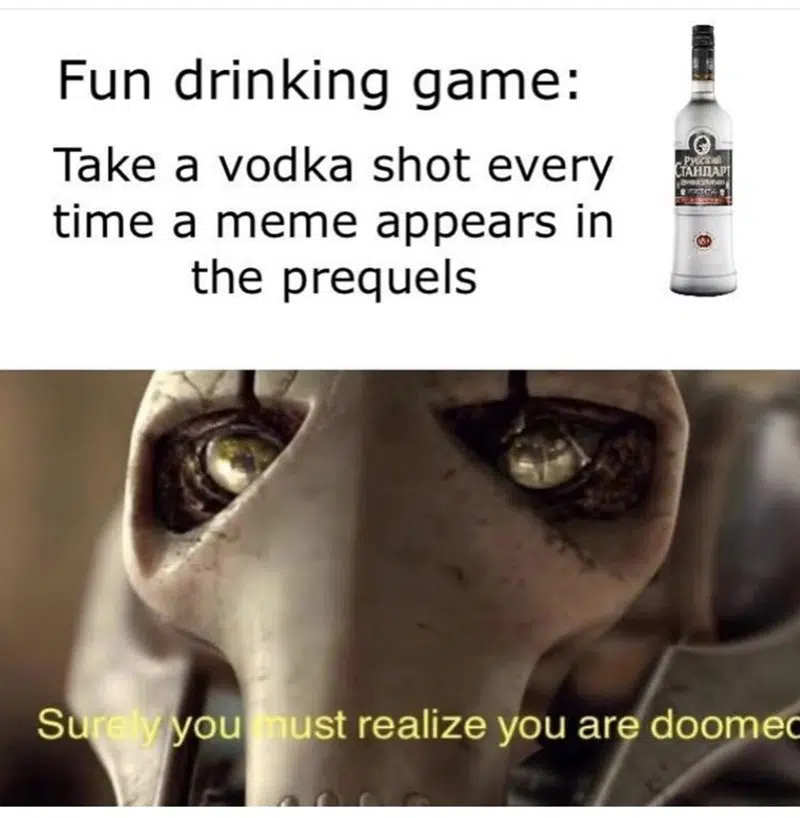 Fun drinking game:
Take a vodka shot every
time a meme appears in
the prequels
Русский
СТАНДАРТ
Surely you must realize you are doomed